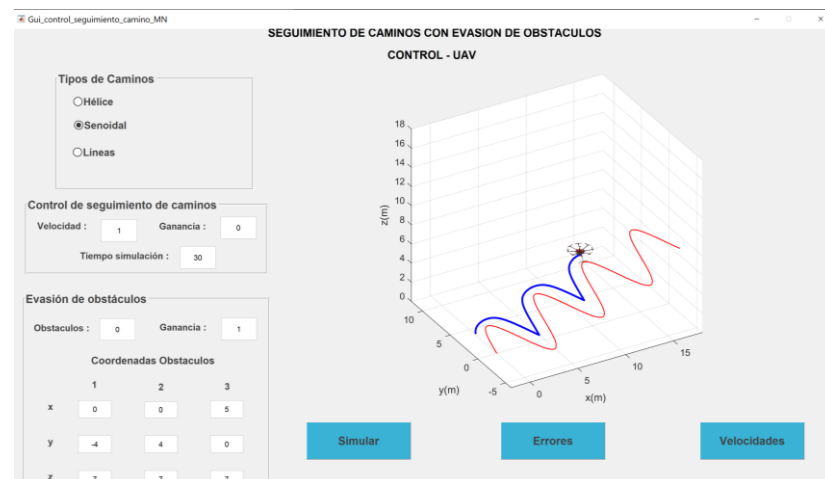 Gui_control_seguimiento_camino_MN
SEGUIMIENTO DE CAMINOS CON EVASION DE OBSTACULOS
CONTROL - UAV
Tipos de Caminos
Hélice
Senoidal
Líneas
Control de seguimiento de caminos
Velocidad : 1 Ganancia : 0
Tiempo simulación : 30
Evasión de obstáculos
Obstaculos : 0 Ganancia : 1
Coordenadas Obstaculos
1 2 3
x 0 0 5
y -4 4 0
z 7 7 7
18
16
14
12
10
8
6
4
2
0
z(m)
10
5
0
-5
y(m)
0
5
10
15
x(m)
Simular Errores Velocidades